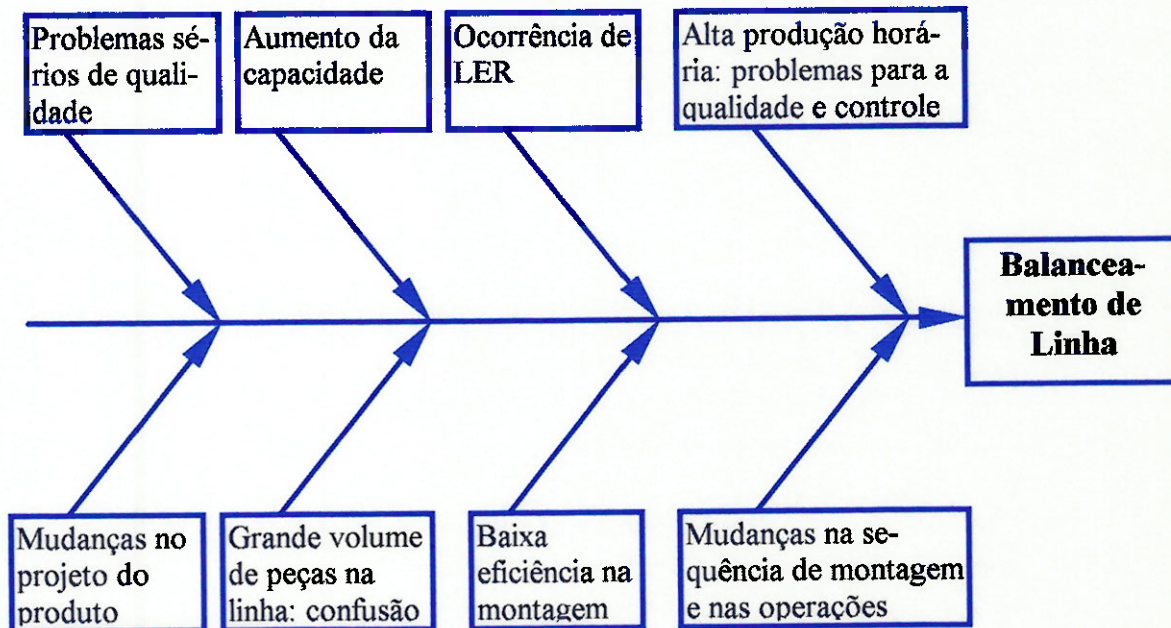 Problemas sé-
rios de quali-
dade
Aumento da
capacidade
Ocorrência de
LER
Alta produção horá-
ria: problemas para a
qualidade e controle
Balancea-
mento de
Linha
Mudanças no
projeto do
produto
Grande volume
de peças na
linha: confusão
Baixa
eficiência na
montagem
Mudanças na se-
quência de montagem
e nas operações